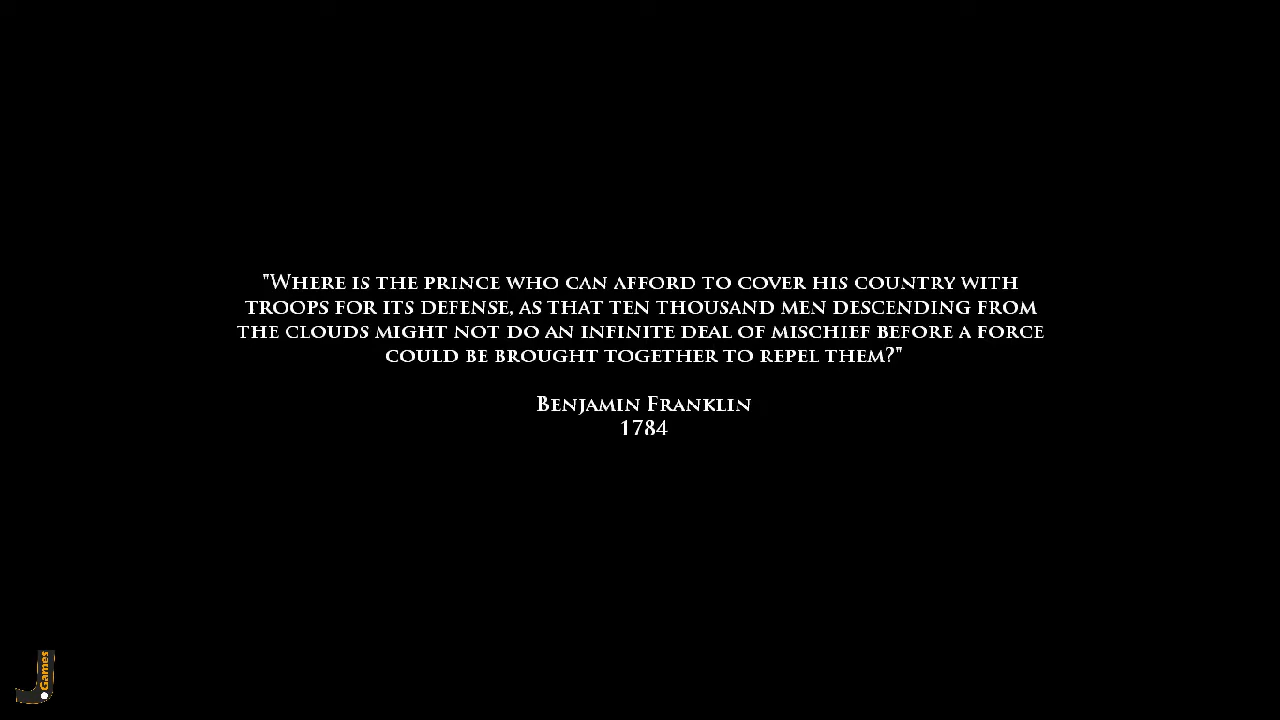 "Where is the prince who can afford to cover his country with
troops for its defense, as that ten thousand men descending from
the clouds might not do an infinite deal of mischief before a force
could be brought together to repel them?"
Benjamin Franklin
1784
Games